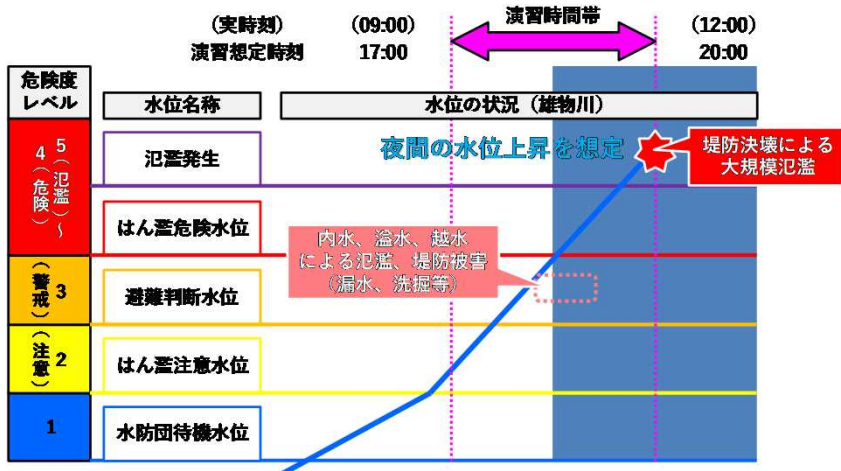 (実時刻)
(09:00)
演習時間帯
(12:00)
演習想定時刻
17:00
20:00
危険度
レベル
水位名称
水位の状況（雄物川）
5（氾濫）～
4（危険）
氾濫発生
夜間の水位上昇を想定
堤防決壊による
大規模氾濫
はん濫危険水位
内水、溢水、越水
による氾濫、堤防被害
（漏水、洗掘等）
3
（警戒）
避難判断水位
2
（注意）
はん濫注意水位
1
水防団待機水位